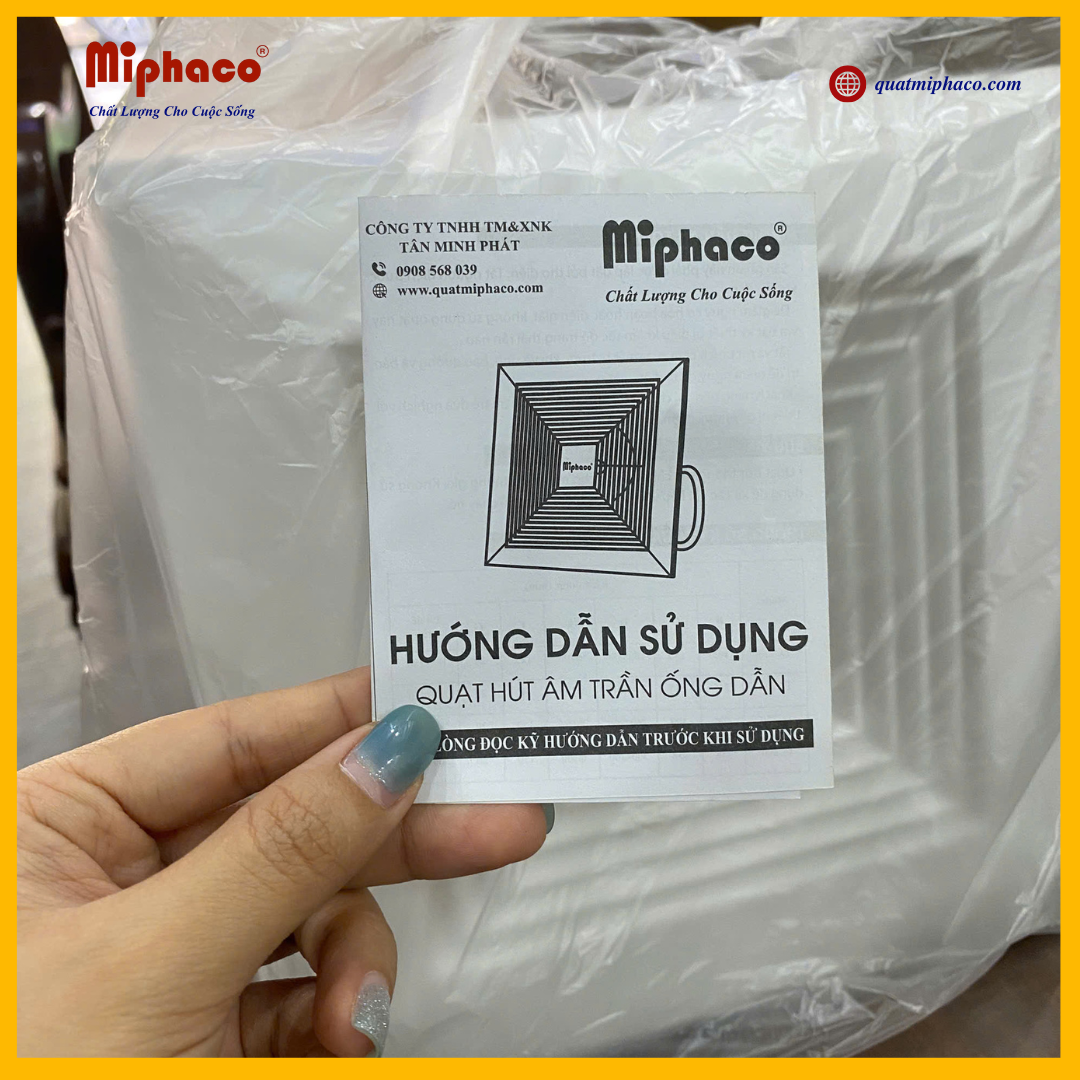 Miphaco®
Chất Lượng Cho Cuộc Sống
quatmiphaco.com
CÔNG TY TNHH TM&XNK
TÂN MINH PHÁT
0908 568 039
www.quatmiphaco.com
Miphaco®
Chất Lượng Cho Cuộc Sống
Miphaco®
HƯỚNG DẪN SỬ DỤNG
QUẠT HÚT ÂM TRẦN ỐNG DẪN
LÒNG ĐỌC KỸ HƯỚNG DẪN TRƯỚC KHI SỬ DỤNG